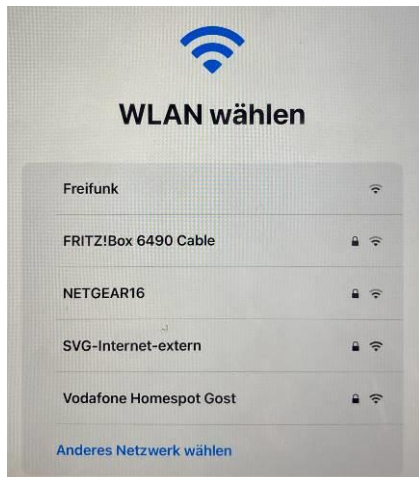 WLAN wählen
Freifunk
FRITZ!Box 6490 Cable
NETGEAR16
SVG-Internet-extern
Vodafone Homespot Gost
Anderes Netzwerk wählen